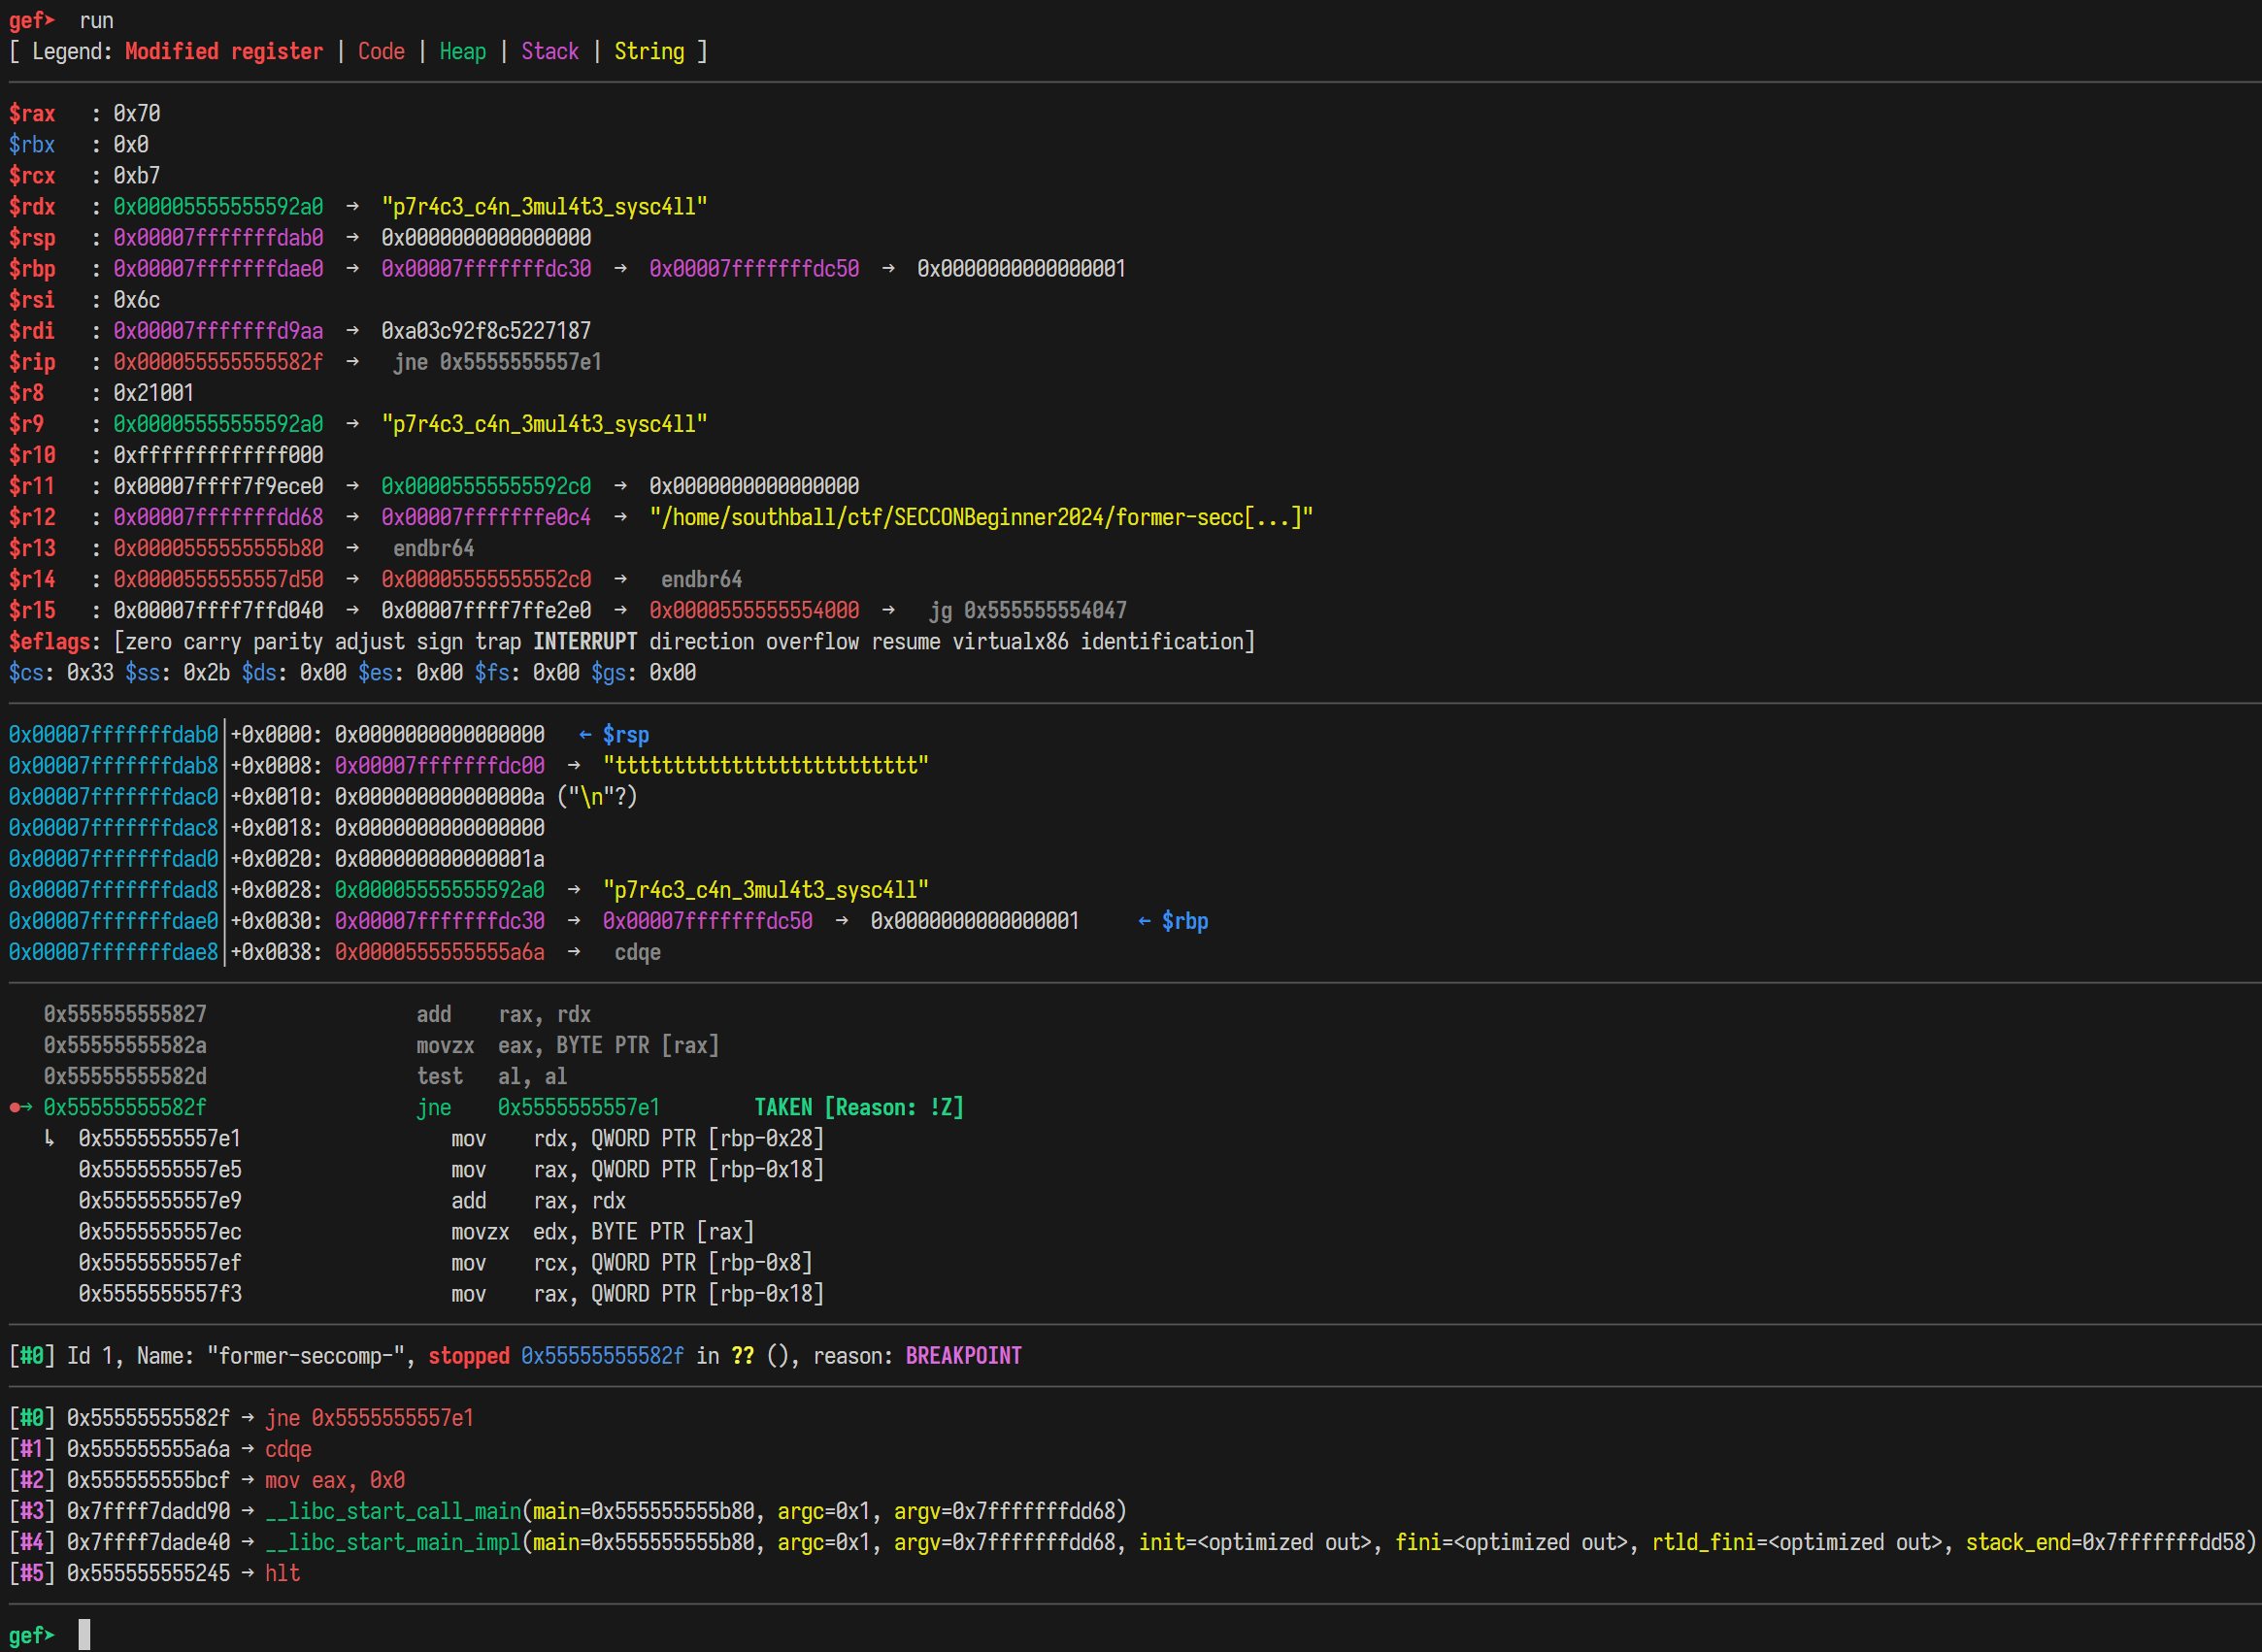 gef➤  run
[ Legend: Modified register | Code | Heap | Stack | String ]
$rax   : 0x70
$rbx   : 0x0
$rcx   : 0xb7
$rdx   : 0x00005555555592a0  →  "p7r4c3_c4n_3mul4t3_sysc4ll"
$rsp   : 0x00007fffffffdab0  →  0x0000000000000000
$rbp   : 0x00007fffffffdae0  →  0x00007fffffffdc30  →  0x00007fffffffdc50  →  0x0000000000000001
$rsi   : 0x6c
$rdi   : 0x00007fffffffd9aa  →  0xa03c92f8c5227187
$rip   : 0x000055555555582f  →   jne 0x5555555557e1
$r8    : 0x21001
$r9    : 0x00005555555592a0  →  "p7r4c3_c4n_3mul4t3_sysc4ll"
$r10   : 0xfffffffffffff000
$r11   : 0x00007ffff7f9ece0  →  0x00005555555592c0  →  0x0000000000000000
$r12   : 0x00007fffffffdd68  →  0x00007fffffffe0c4  →  "/home/southball/ctf/SECCONBeginner2024/former-secc[...]"
$r13   : 0x0000555555555b80  →   endbr64
$r14   : 0x0000555555557d50  →  0x00005555555552c0  →   endbr64
$r15   : 0x00007ffff7ffd040  →  0x00007ffff7ffe2e0  →  0x0000555555554000  →   jg 0x555555554047
$eflags: [zero carry parity adjust sign trap INTERRUPT direction overflow resume virtualx86 identification]
$cs: 0x33 $ss: 0x2b $ds: 0x00 $es: 0x00 $fs: 0x00 $gs: 0x00
0x00007fffffffdab0│+0x0000: 0x0000000000000000   ← $rsp
0x00007fffffffdab8│+0x0008: 0x00007fffffffdc00  →  "tttttttttttttttttttttttttt"
0x00007fffffffdac0│+0x0010: 0x000000000000000a ("\n"?)
0x00007fffffffdac8│+0x0018: 0x0000000000000000
0x00007fffffffdad0│+0x0020: 0x000000000000001a
0x00007fffffffdad8│+0x0028: 0x00005555555592a0  →  "p7r4c3_c4n_3mul4t3_sysc4ll"
0x00007fffffffdae0│+0x0030: 0x00007fffffffdc30  →  0x00007fffffffdc50  →  0x0000000000000001     ← $rbp
0x00007fffffffdae8│+0x0038: 0x0000555555555a6a  →   cdqe
0x555555555827                  add    rax, rdx
0x55555555582a                  movzx  eax, BYTE PTR [rax]
0x55555555582d                  test   al, al
●→ 0x55555555582f                  jne    0x5555555557e1        TAKEN [Reason: !Z]
↳  0x5555555557e1                  mov    rdx, QWORD PTR [rbp-0x28]
0x5555555557e5                  mov    rax, QWORD PTR [rbp-0x18]
0x5555555557e9                  add    rax, rdx
0x5555555557ec                  movzx  edx, BYTE PTR [rax]
0x5555555557ef                  mov    rcx, QWORD PTR [rbp-0x8]
0x5555555557f3                  mov    rax, QWORD PTR [rbp-0x18]
[#0] Id 1, Name: "former-seccomp-", stopped 0x55555555582f in ?? (), reason: BREAKPOINT
[#0] 0x55555555582f → jne 0x5555555557e1
[#1] 0x555555555a6a → cdqe
[#2] 0x555555555bcf → mov eax, 0x0
[#3] 0x7ffff7dadd90 → __libc_start_call_main(main=0x555555555b80, argc=0x1, argv=0x7fffffffdd68)
[#4] 0x7ffff7dade40 → __libc_start_main_impl(main=0x555555555b80, argc=0x1, argv=0x7fffffffdd68, init=<optimized out>, fini=<optimized out>, rtld_fini=<optimized out>, stack_end=0x7fffffffdd58)
[#5] 0x555555555245 → hlt
gef➤